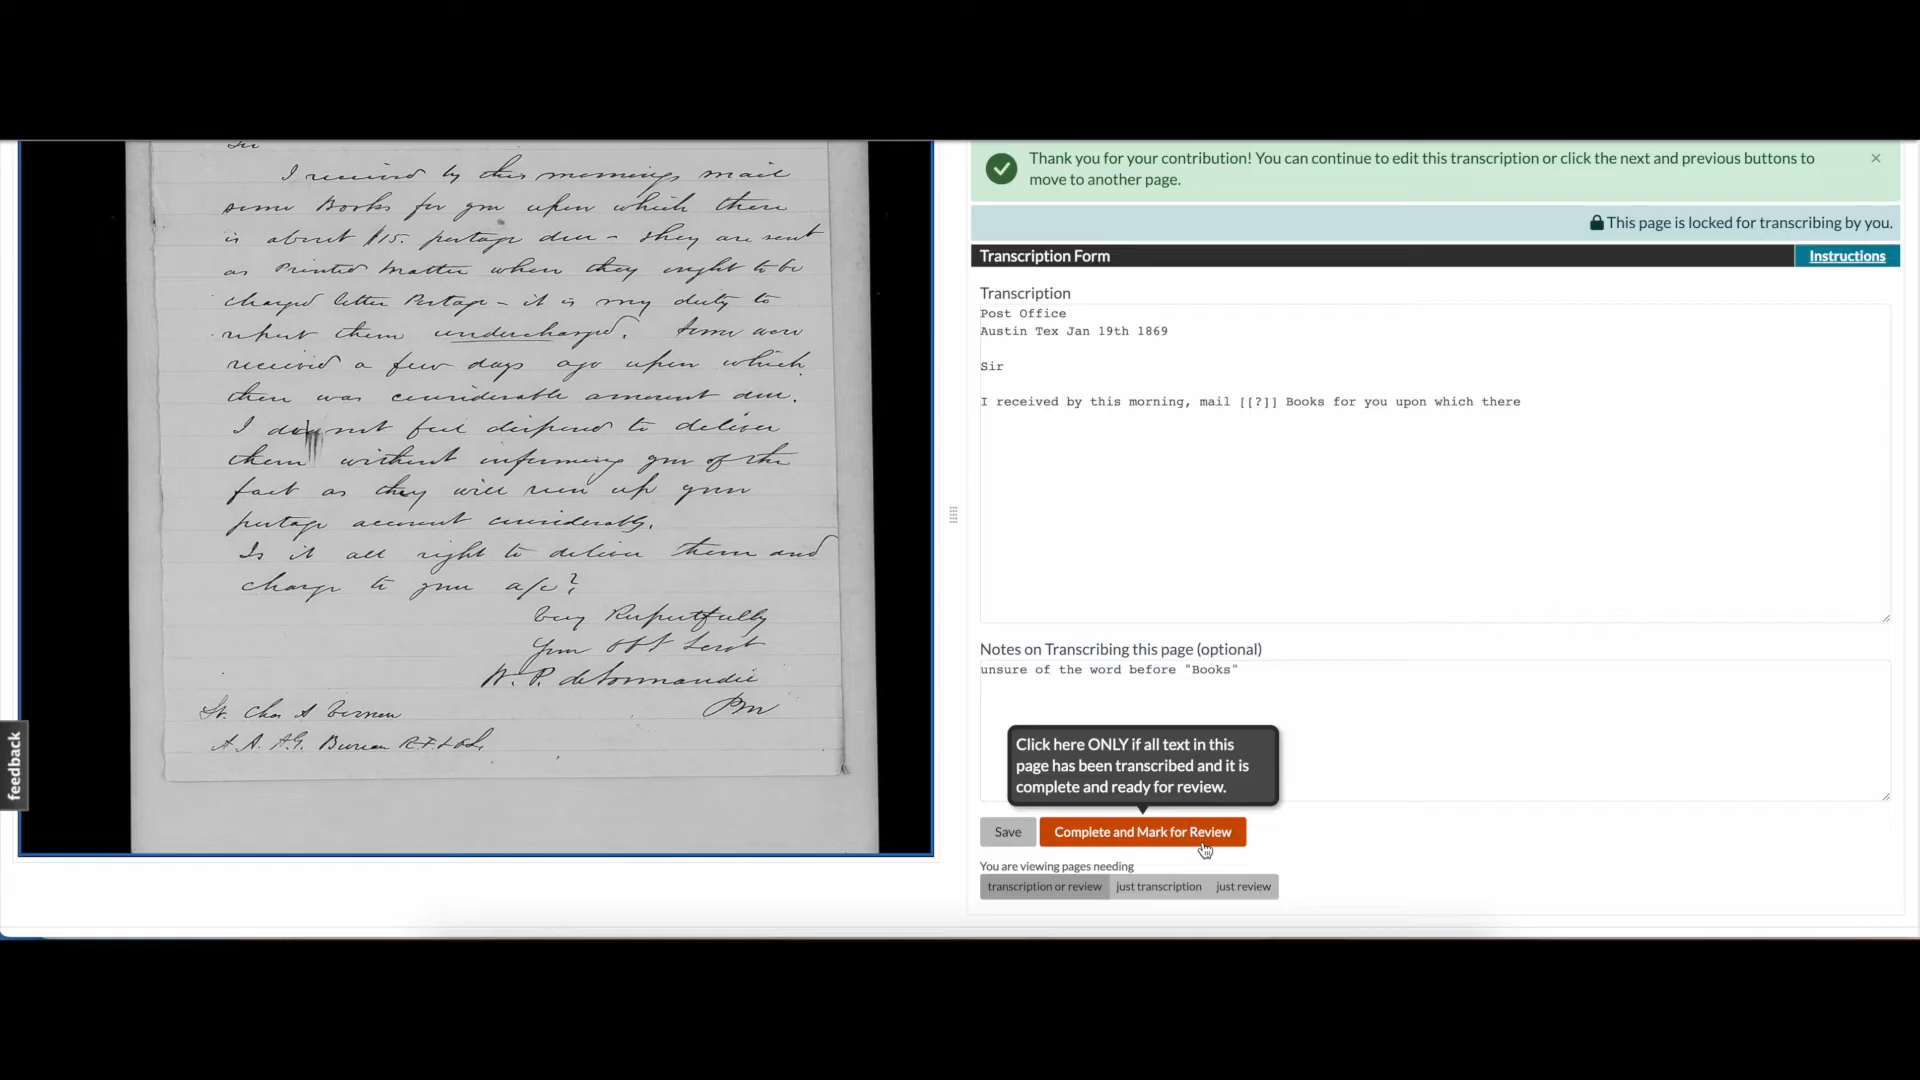 Sir
I received by this mornings mail
some Books for you upon which there
is about $15. postage due – They are sent
as Printed Matter when they ought to be
charged letter Postage – it is my duty to
report them undercharged. Some were
received a few days ago upon which
there was considerable amount due.
I do not feel disposed to deliver
them without informing you of the
fact as they will run up your
postage account considerably.
Is it all right to deliver them and
charge to your a/c?
Very Respectfully
Your Obt Servt
W. P. deNormandie
PM
Lt. Chas A Vernou
A. A. A.G. Bureau R.F. & A.L.
feedback
Thank you for your contribution! You can continue to edit this transcription or click the next and previous buttons to
move to another page.
×
This page is locked for transcribing by you.
Transcription Form
Instructions
Transcription
Post Office
Austin Tex Jan 19th 1869
Sir
I received by this morning, mail [[?]] Books for you upon which there
Notes on Transcribing this page (optional)
unsure of the word before "Books"
Click here ONLY if all text in this
page has been transcribed and it is
complete and ready for review.
Save
Complete and Mark for Review
You are viewing pages needing
transcription or review
just transcription
just review